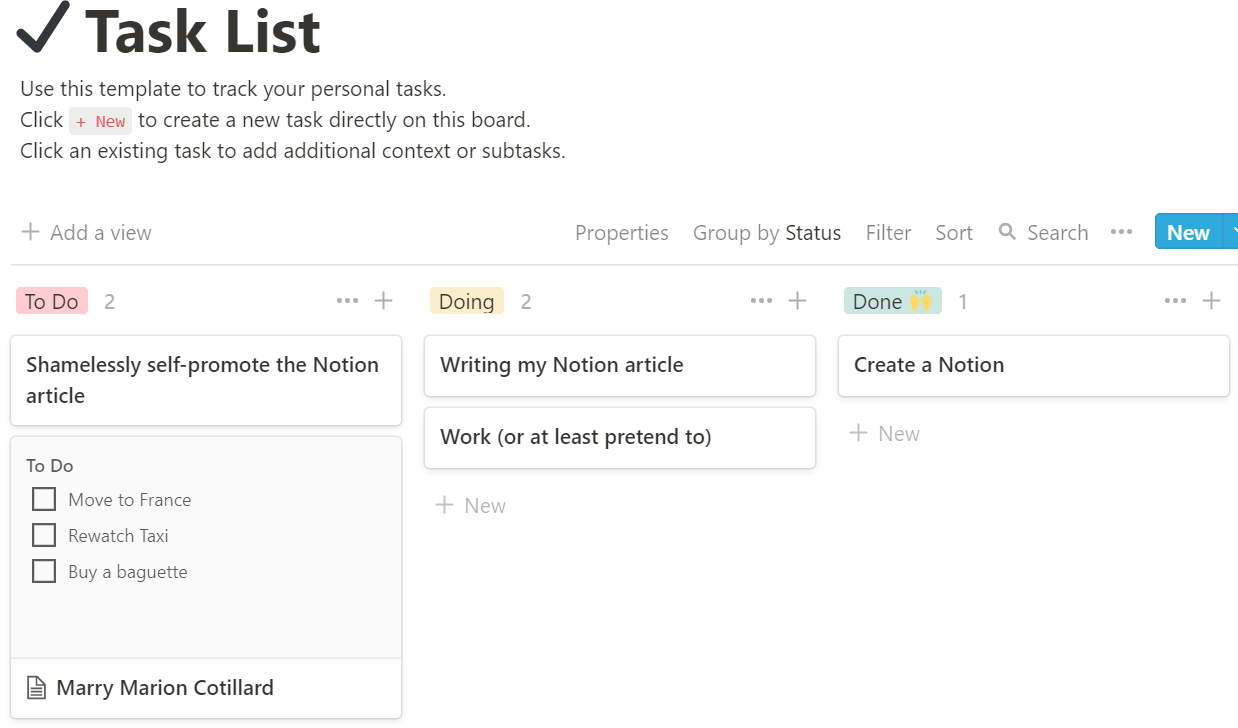 Task List
Use this template to track your personal tasks.
Click + New to create a new task directly on this board.
Click an existing task to add additional context or subtasks.
+ Add a view Properties Group by Status Filter Sort Search ••• New
To Do 2 ••• +
Shamelessly self-promote the Notion
article
To Do
Move to France
Rewatch Taxi
Buy a baguette
Marry Marion Cotillard
Doing 2 ••• +
Writing my Notion article
Work (or at least pretend to)
+ New
Done 🙌 1 ••• +
Create a Notion
+ New